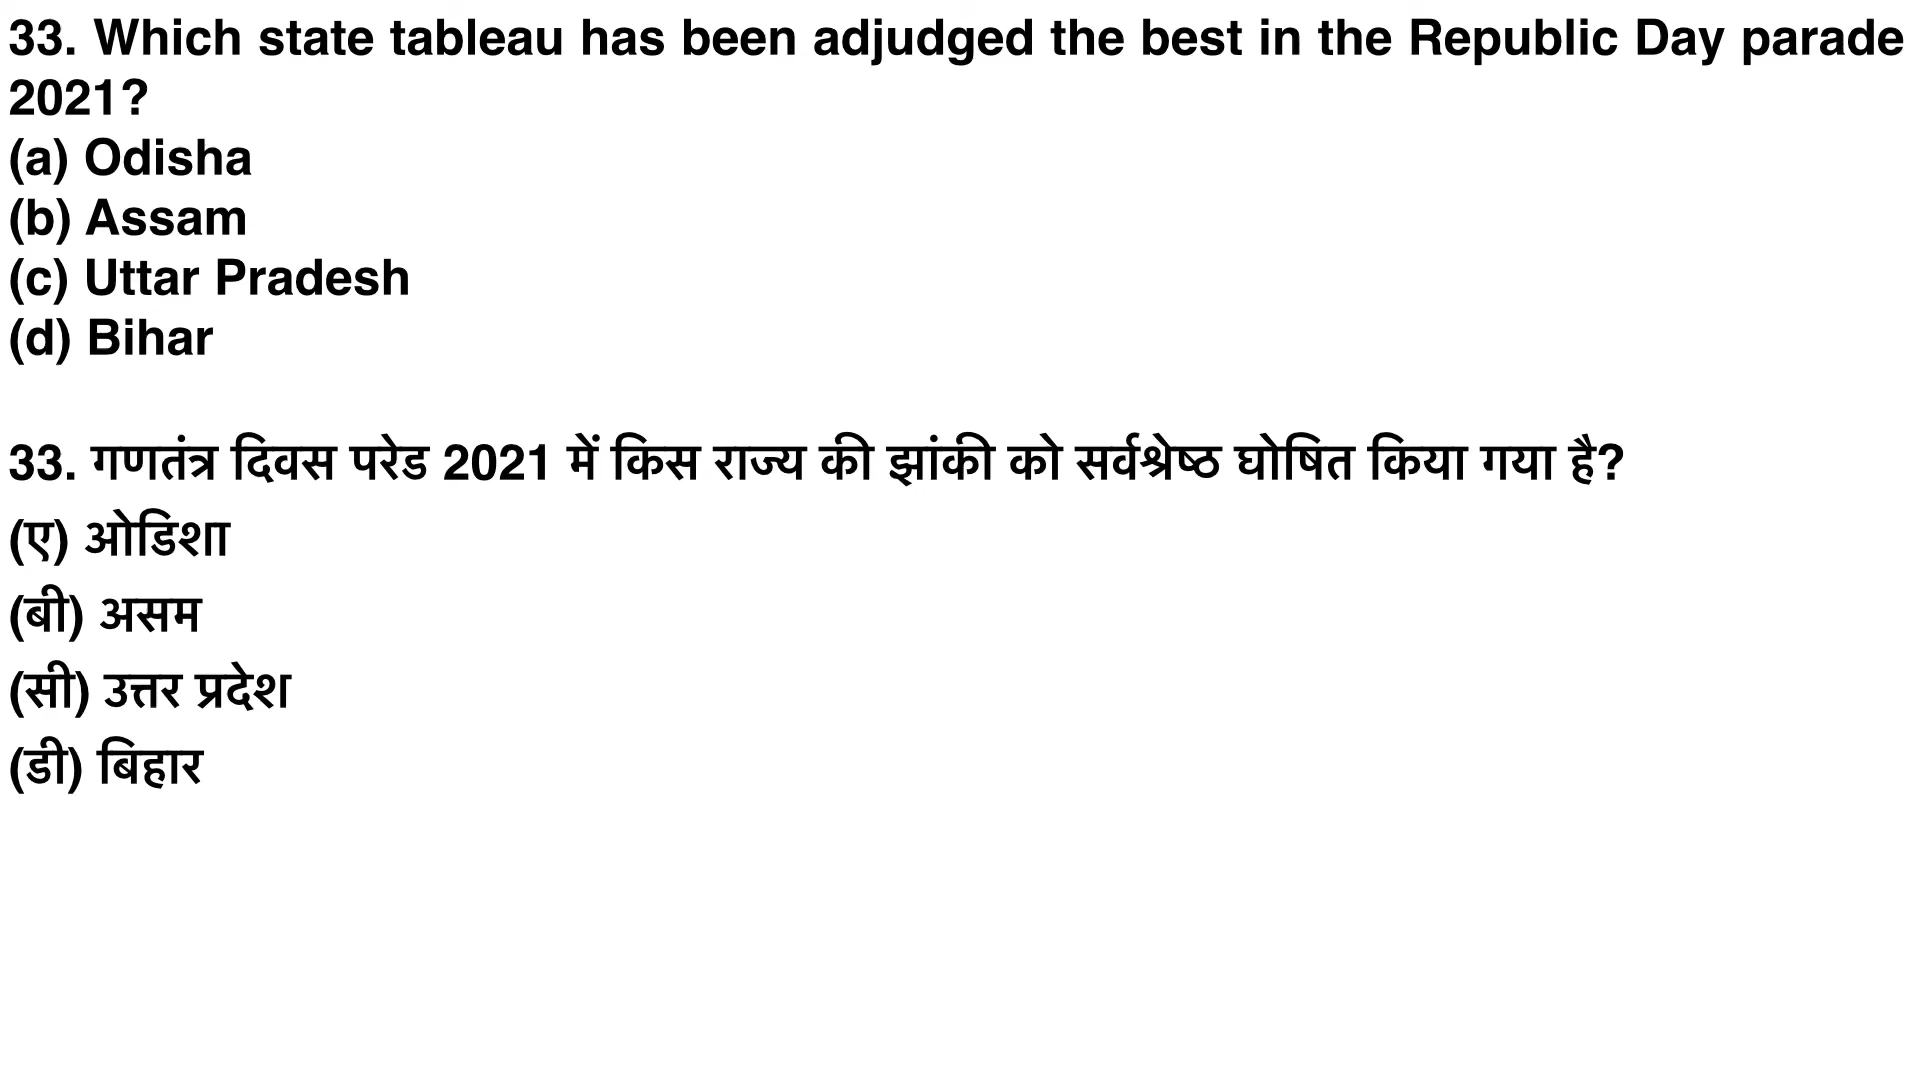 33. Which state tableau has been adjudged the best in the Republic Day parade
2021?
(a) Odisha
(b) Assam
(c) Uttar Pradesh
(d) Bihar
33. गणतंत्र दिवस परेड 2021 में किस राज्य की झांकी को सर्वश्रेष्ठ घोषित किया गया है?
(ए) ओडिशा
(बी) असम
(सी) उत्तर प्रदेश
(डी) बिहार